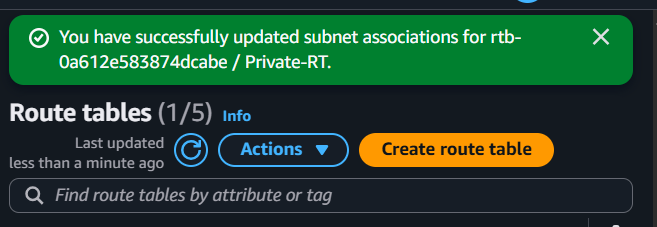 You have successfully updated subnet associations for rtb-
0a612e583874dcabe / Private-RT.
Route tables (1/5) Info
Last updated
less than a minute ago
Actions
Create route table
Find route tables by attribute or tag